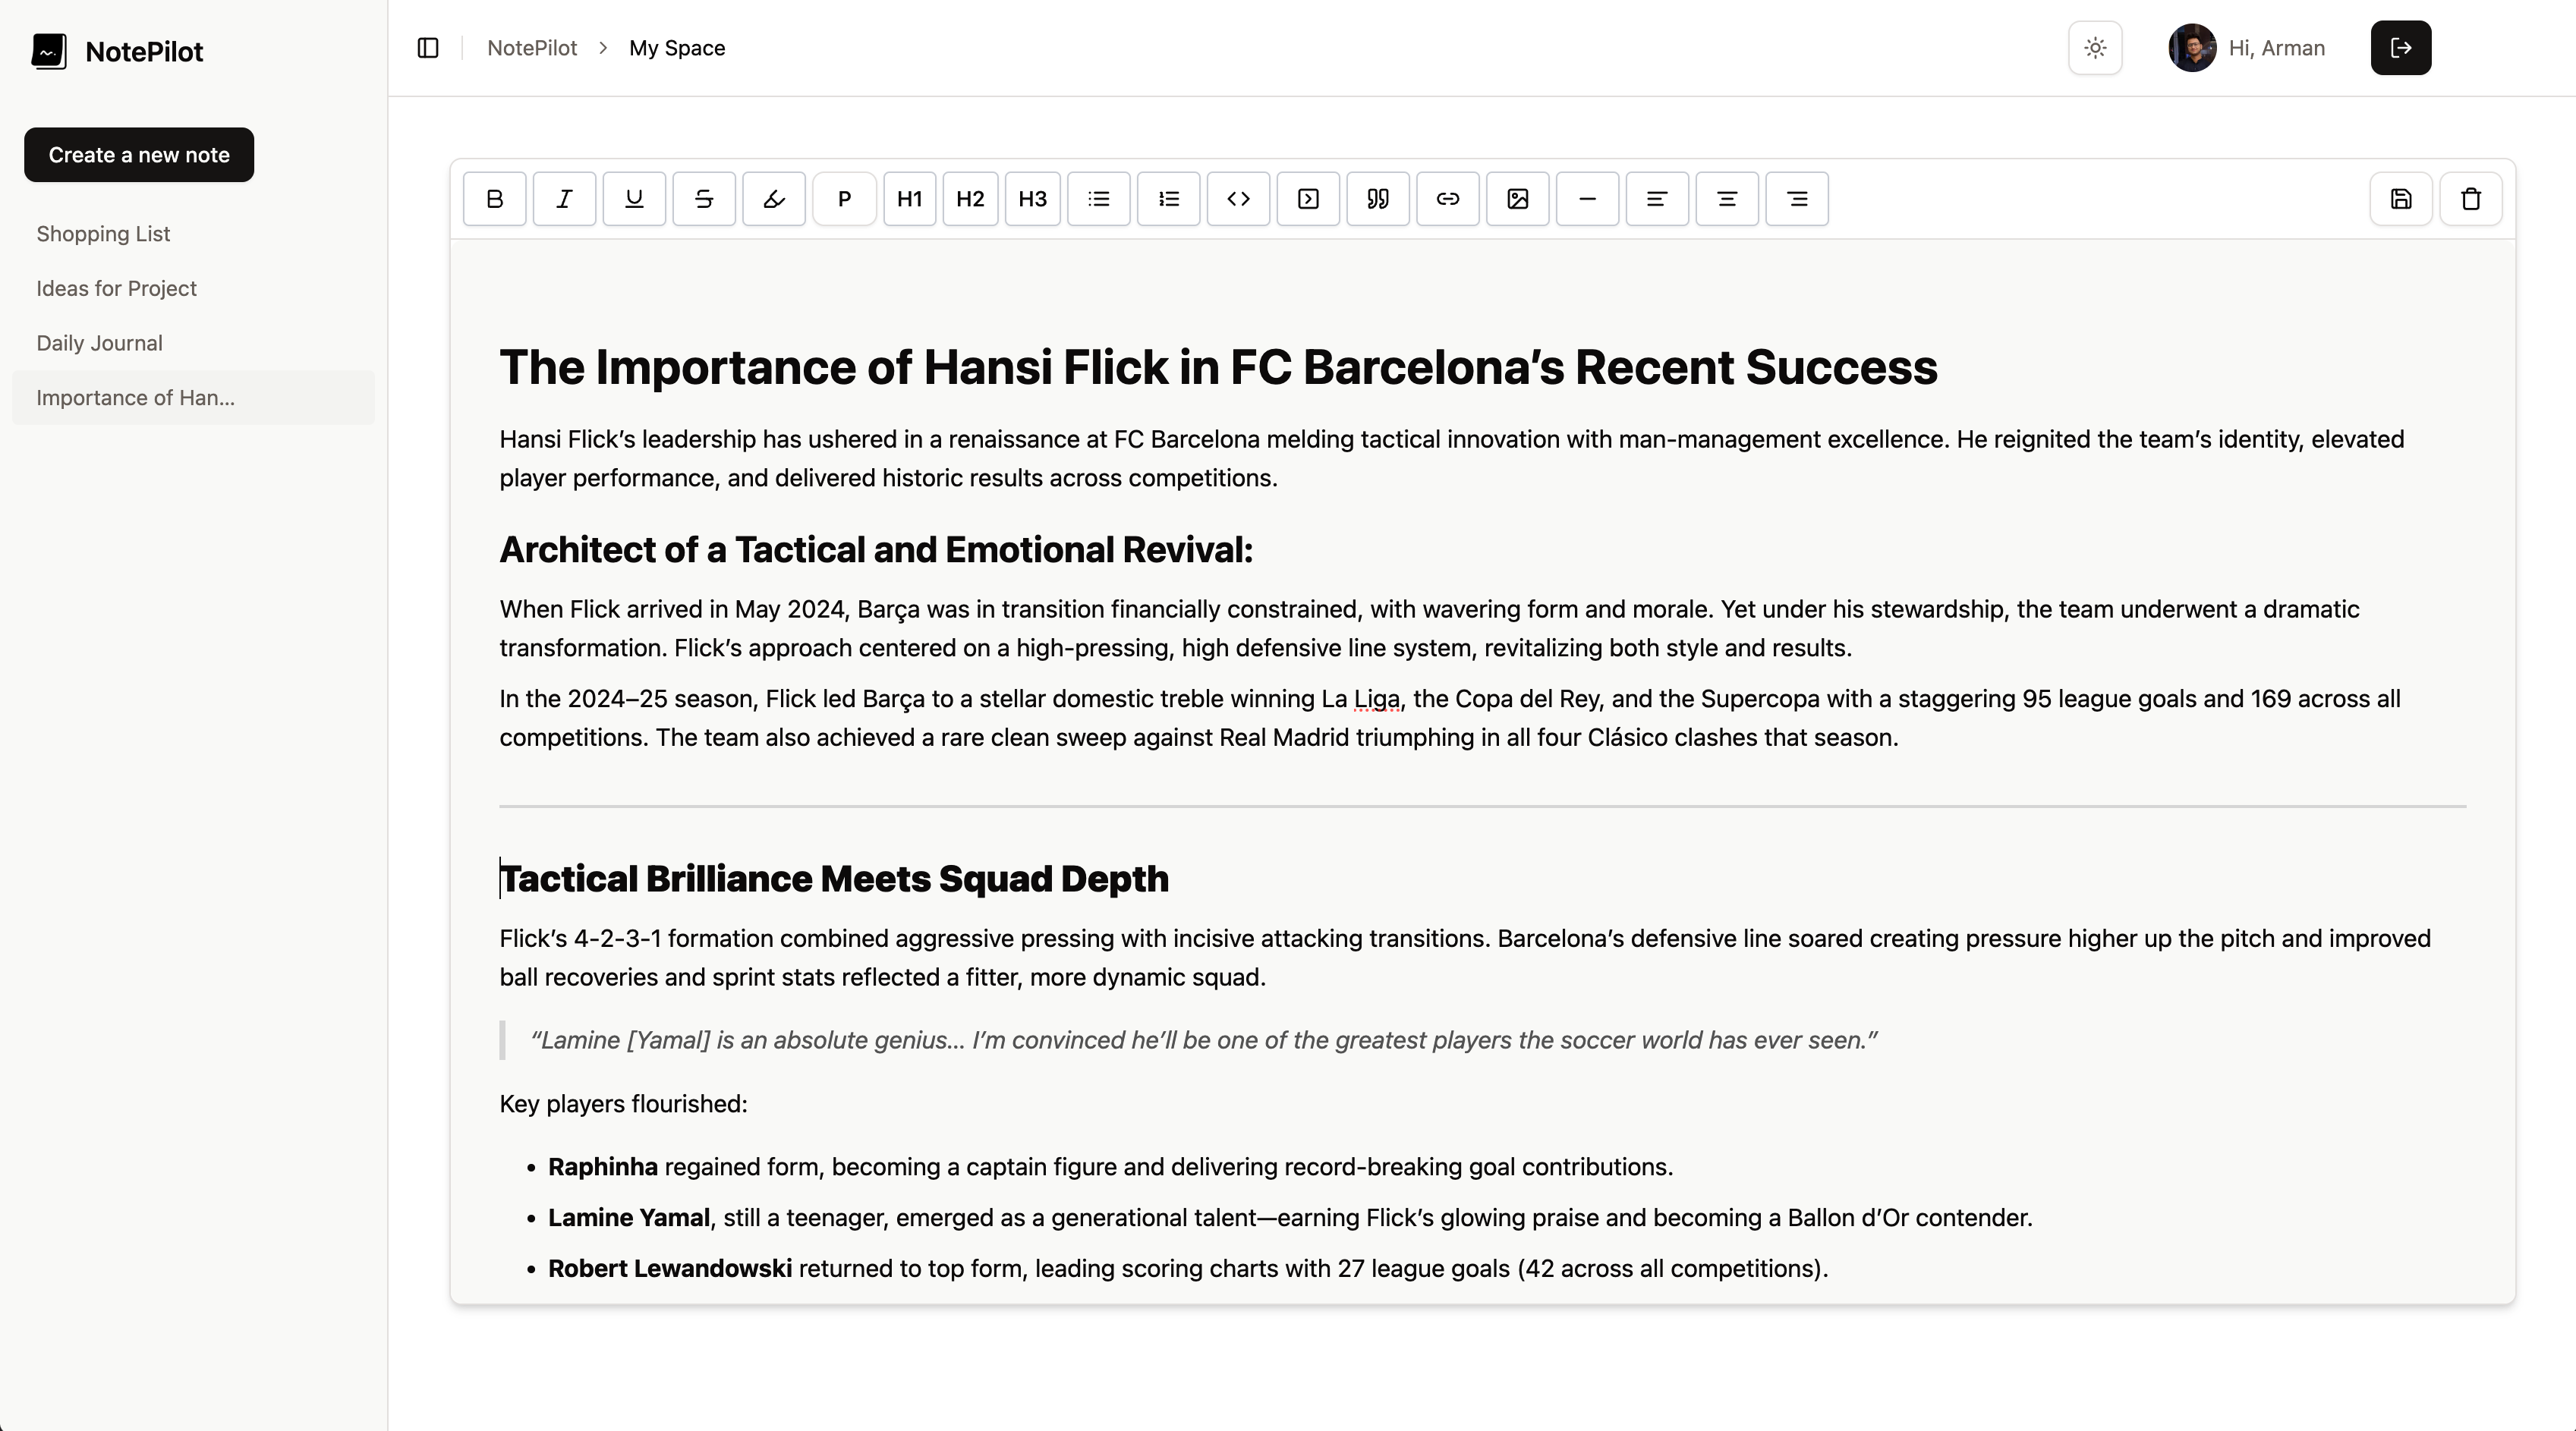 NotePilot
NotePilot > My Space
Hi, Arman
Create a new note
Shopping List
Ideas for Project
Daily Journal
Importance of Han...
B I U S P H1 H2 H3
The Importance of Hansi Flick in FC Barcelona’s Recent Success
Hansi Flick’s leadership has ushered in a renaissance at FC Barcelona melding tactical innovation with man-management excellence. He reignited the team’s identity, elevated
player performance, and delivered historic results across competitions.
Architect of a Tactical and Emotional Revival:
When Flick arrived in May 2024, Barça was in transition financially constrained, with wavering form and morale. Yet under his stewardship, the team underwent a dramatic
transformation. Flick’s approach centered on a high-pressing, high defensive line system, revitalizing both style and results.
In the 2024–25 season, Flick led Barça to a stellar domestic treble winning La Liga, the Copa del Rey, and the Supercopa with a staggering 95 league goals and 169 across all
competitions. The team also achieved a rare clean sweep against Real Madrid triumphing in all four Clásico clashes that season.
Tactical Brilliance Meets Squad Depth
Flick’s 4-2-3-1 formation combined aggressive pressing with incisive attacking transitions. Barcelona’s defensive line soared creating pressure higher up the pitch and improved
ball recoveries and sprint stats reflected a fitter, more dynamic squad.
“Lamine [Yamal] is an absolute genius... I’m convinced he’ll be one of the greatest players the soccer world has ever seen.”
Key players flourished:
• Raphinha regained form, becoming a captain figure and delivering record-breaking goal contributions.
• Lamine Yamal, still a teenager, emerged as a generational talent—earning Flick’s glowing praise and becoming a Ballon d’Or contender.
• Robert Lewandowski returned to top form, leading scoring charts with 27 league goals (42 across all competitions).